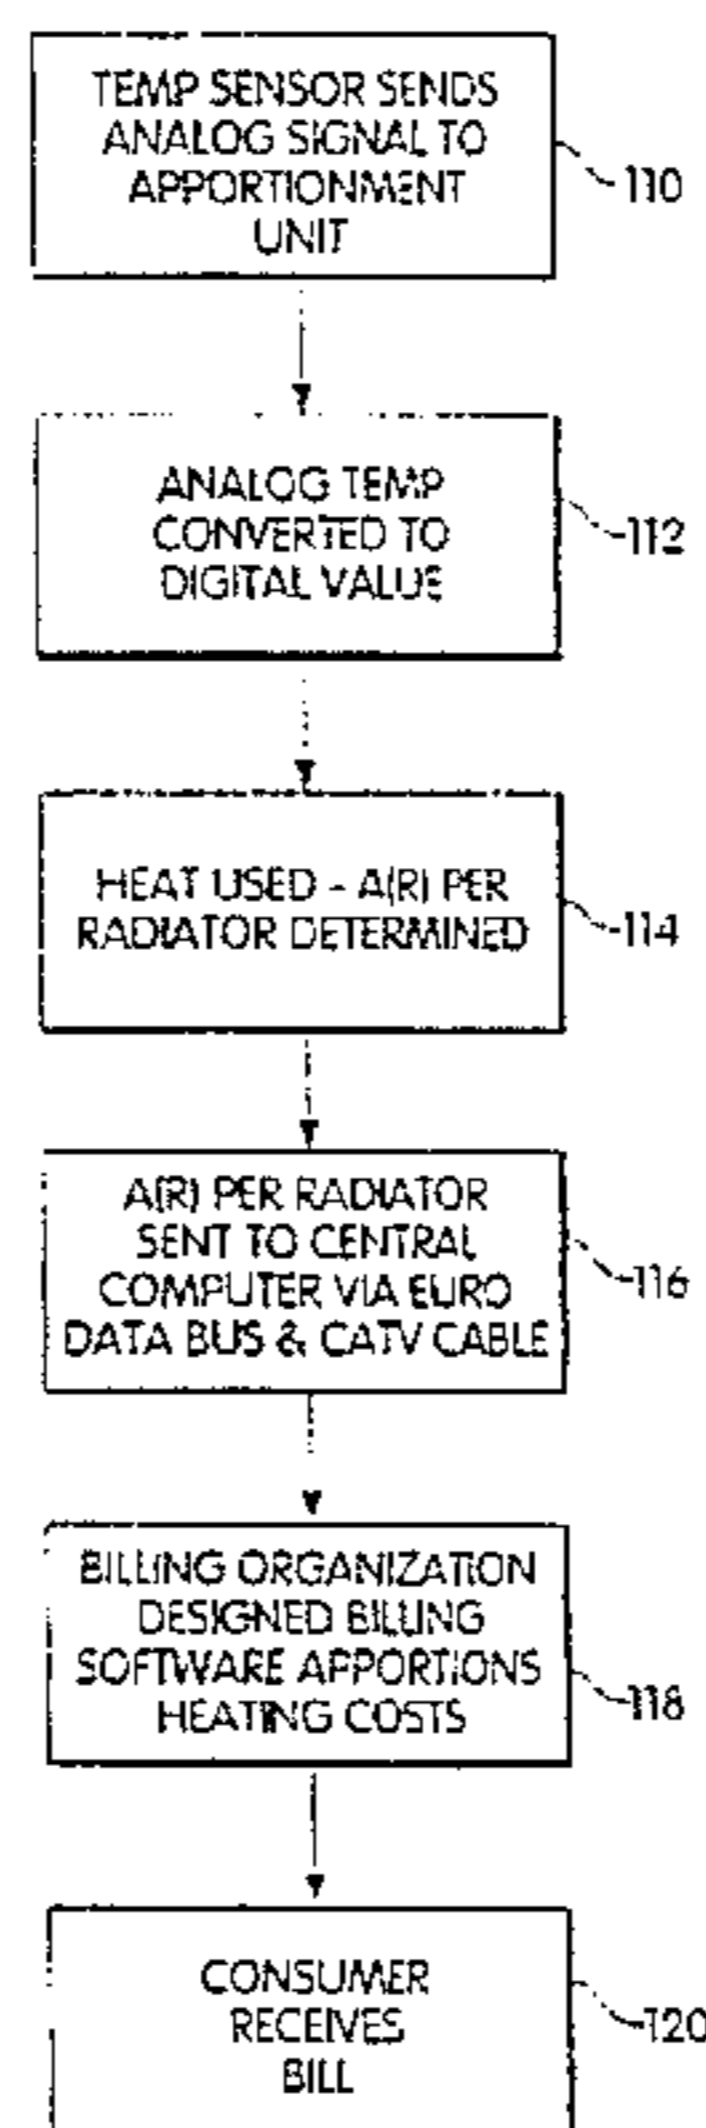 TEMP SENSOR SENDS
ANALOG SIGNAL TO
APPORTIONMENT
UNIT
110
ANALOG TEMP
CONVERTED TO
DIGITAL VALUE
112
HEAT USED - A(R) PER
RADIATOR DETERMINED
114
A(R) PER RADIATOR
SENT TO CENTRAL
COMPUTER VIA EURO
DATA BUS & CATV CABLE
116
BILLING ORGANIZATION
DESIGNED BILLING
SOFTWARE APPORTIONS
HEATING COSTS
118
CONSUMER
RECEIVES
BILL
120